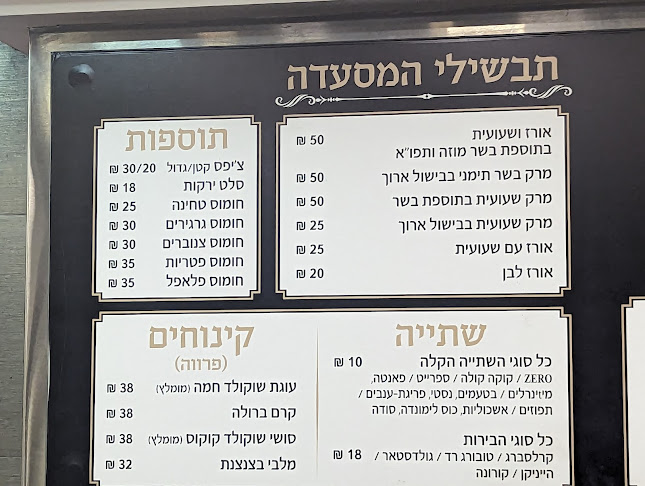 תבשילי המסעדה
אורז ושעועית
בתוספת בשר מוזה ותפו״א 50 ₪
מרק בשר תימני בבישול ארוך 50 ₪
מרק שעועית בתוספת בשר 50 ₪
מרק שעועית בבישול ארוך 25 ₪
אורז עם שעועית 25 ₪
אורז לבן 20 ₪
תוספות
צ׳יפס קטן/גדול 30/20 ₪
סלט ירקות 18 ₪
חומוס טחינה 25 ₪
חומוס גרגירים 30 ₪
חומוס צנוברים 30 ₪
חומוס פטריות 35 ₪
חומוס פלאפל 35 ₪
שתייה
כל סוגי השתייה הקלה 10 ₪
ZERO / קוקה קולה / ספרייט / פאנטה,
מינרלים / בטעמים, נסטי, פריגת-ענבים /
תפוזים / אשכוליות, כוס לימונדה, סודה
כל סוגי הבירות
קרלסברג / טובורג רד / גולדסטאר / 18 ₪
הייניקן / קורונה
קינוחים
(פרווה)
עוגת שוקולד חמה (מומלץ) 38 ₪
קרם ברולה 38 ₪
סושי שוקולד קוקוס (מומלץ) 38 ₪
מלבי בצנצנת 32 ₪